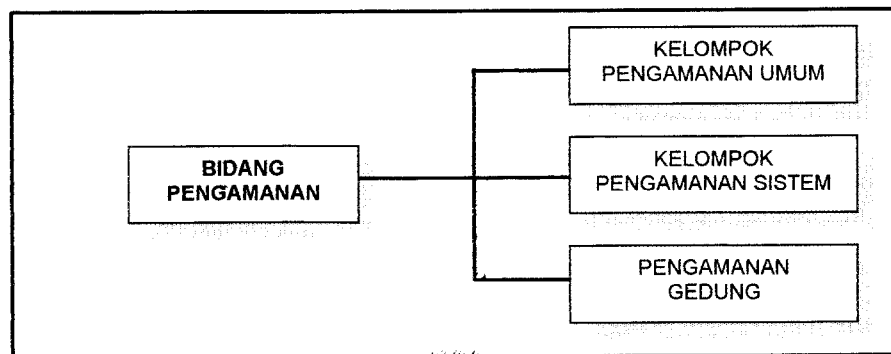 KELOMPOK
PENGAMANAN UMUM
BIDANG
PENGAMANAN
KELOMPOK
PENGAMANAN SISTEM
PENGAMANAN
GEDUNG